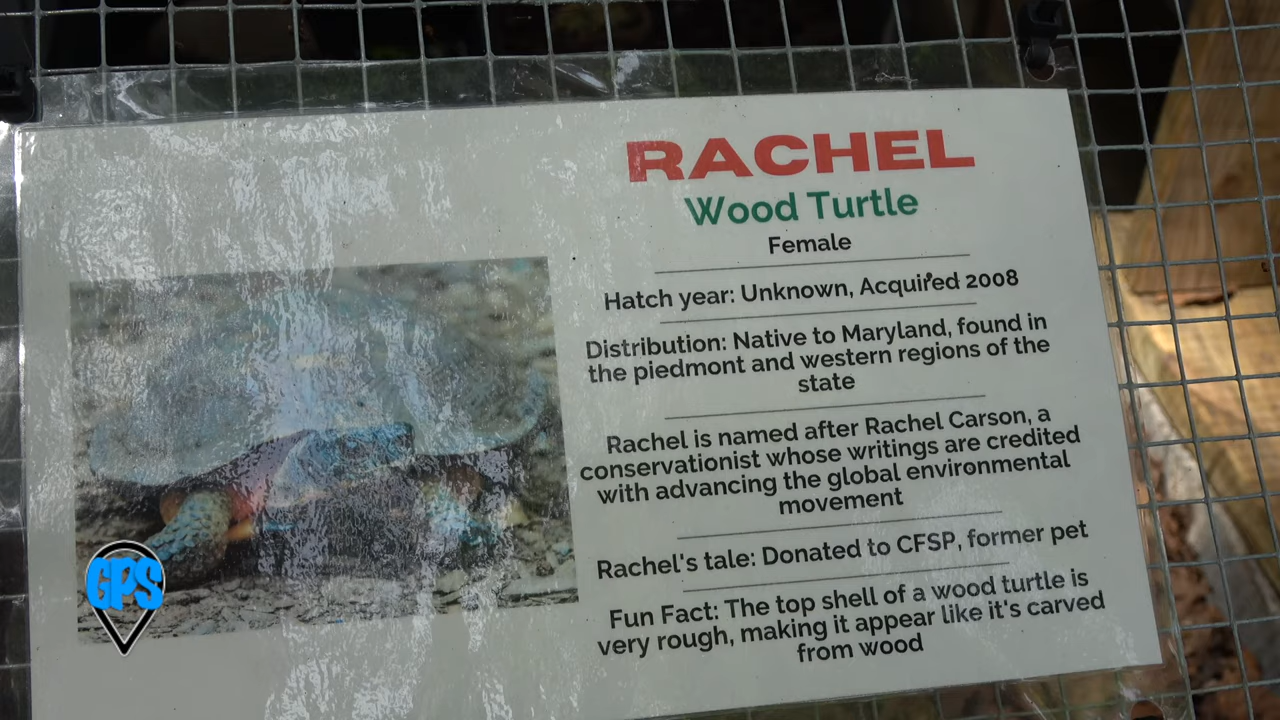 RACHEL
Wood Turtle
Female
Hatch year: Unknown, Acquired 2008
Distribution: Native to Maryland, found in
the piedmont and western regions of the
state
Rachel is named after Rachel Carson, a
conservationist whose writings are credited
with advancing the global environmental
movement
Rachel's tale: Donated to CFSP, former pet
Fun Fact: The top shell of a wood turtle is
very rough, making it appear like it's carved
from wood
GPS